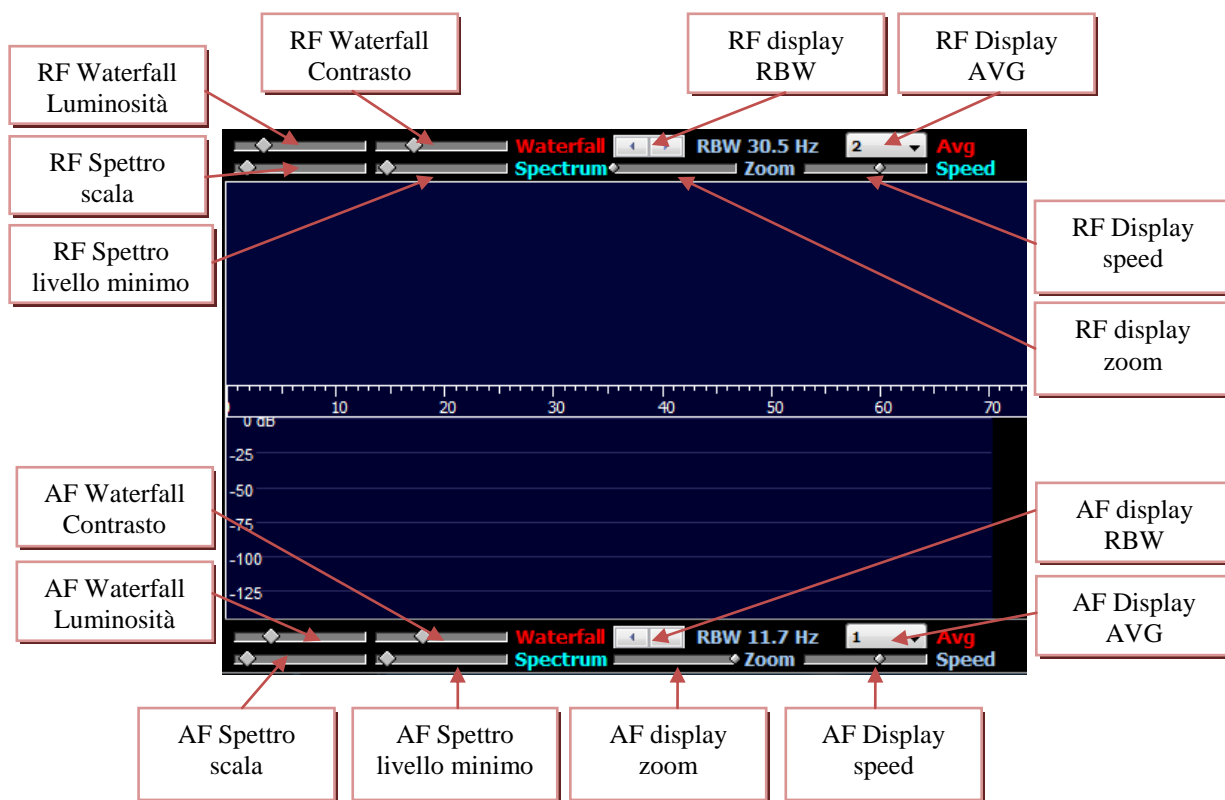 RF Waterfall
Contrasto
RF display
RBW
RF Display
AVG
RF Waterfall
Luminosità
RF Spettro
scala
RF Spettro
livello minimo
Waterfall RBW 30.5 Hz 2 Avg
Spectrum Zoom Speed
RF Display
speed
RF display
zoom
10 20 30 40 50 60 70
0 dB
-25
-50
-75
-100
-125
AF Waterfall
Contrasto
AF Waterfall
Luminosità
AF display
RBW
AF Display
AVG
Waterfall RBW 11.7 Hz 1 Avg
Spectrum Zoom Speed
AF Spettro
scala
AF Spettro
livello minimo
AF display
zoom
AF Display
speed